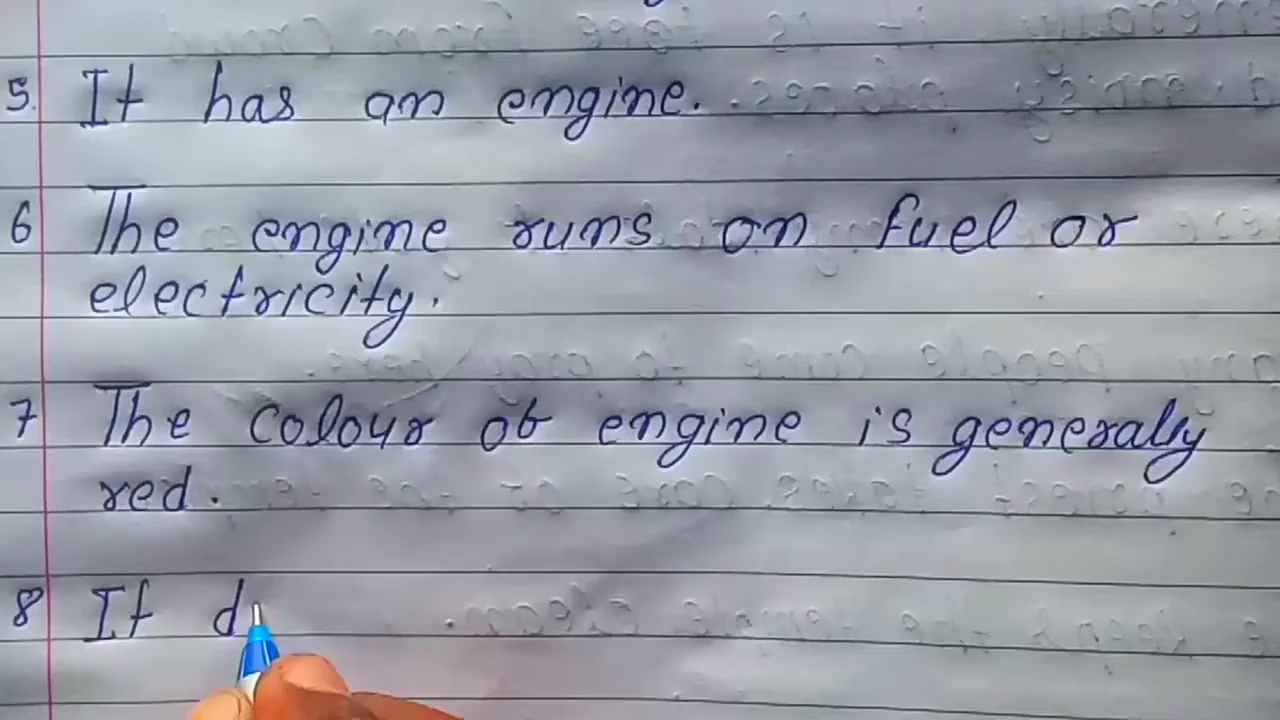 5. It has an engine.
6 The engine runs on fuel or
electricity.
7 The colour of engine is generally
red.
8 It d